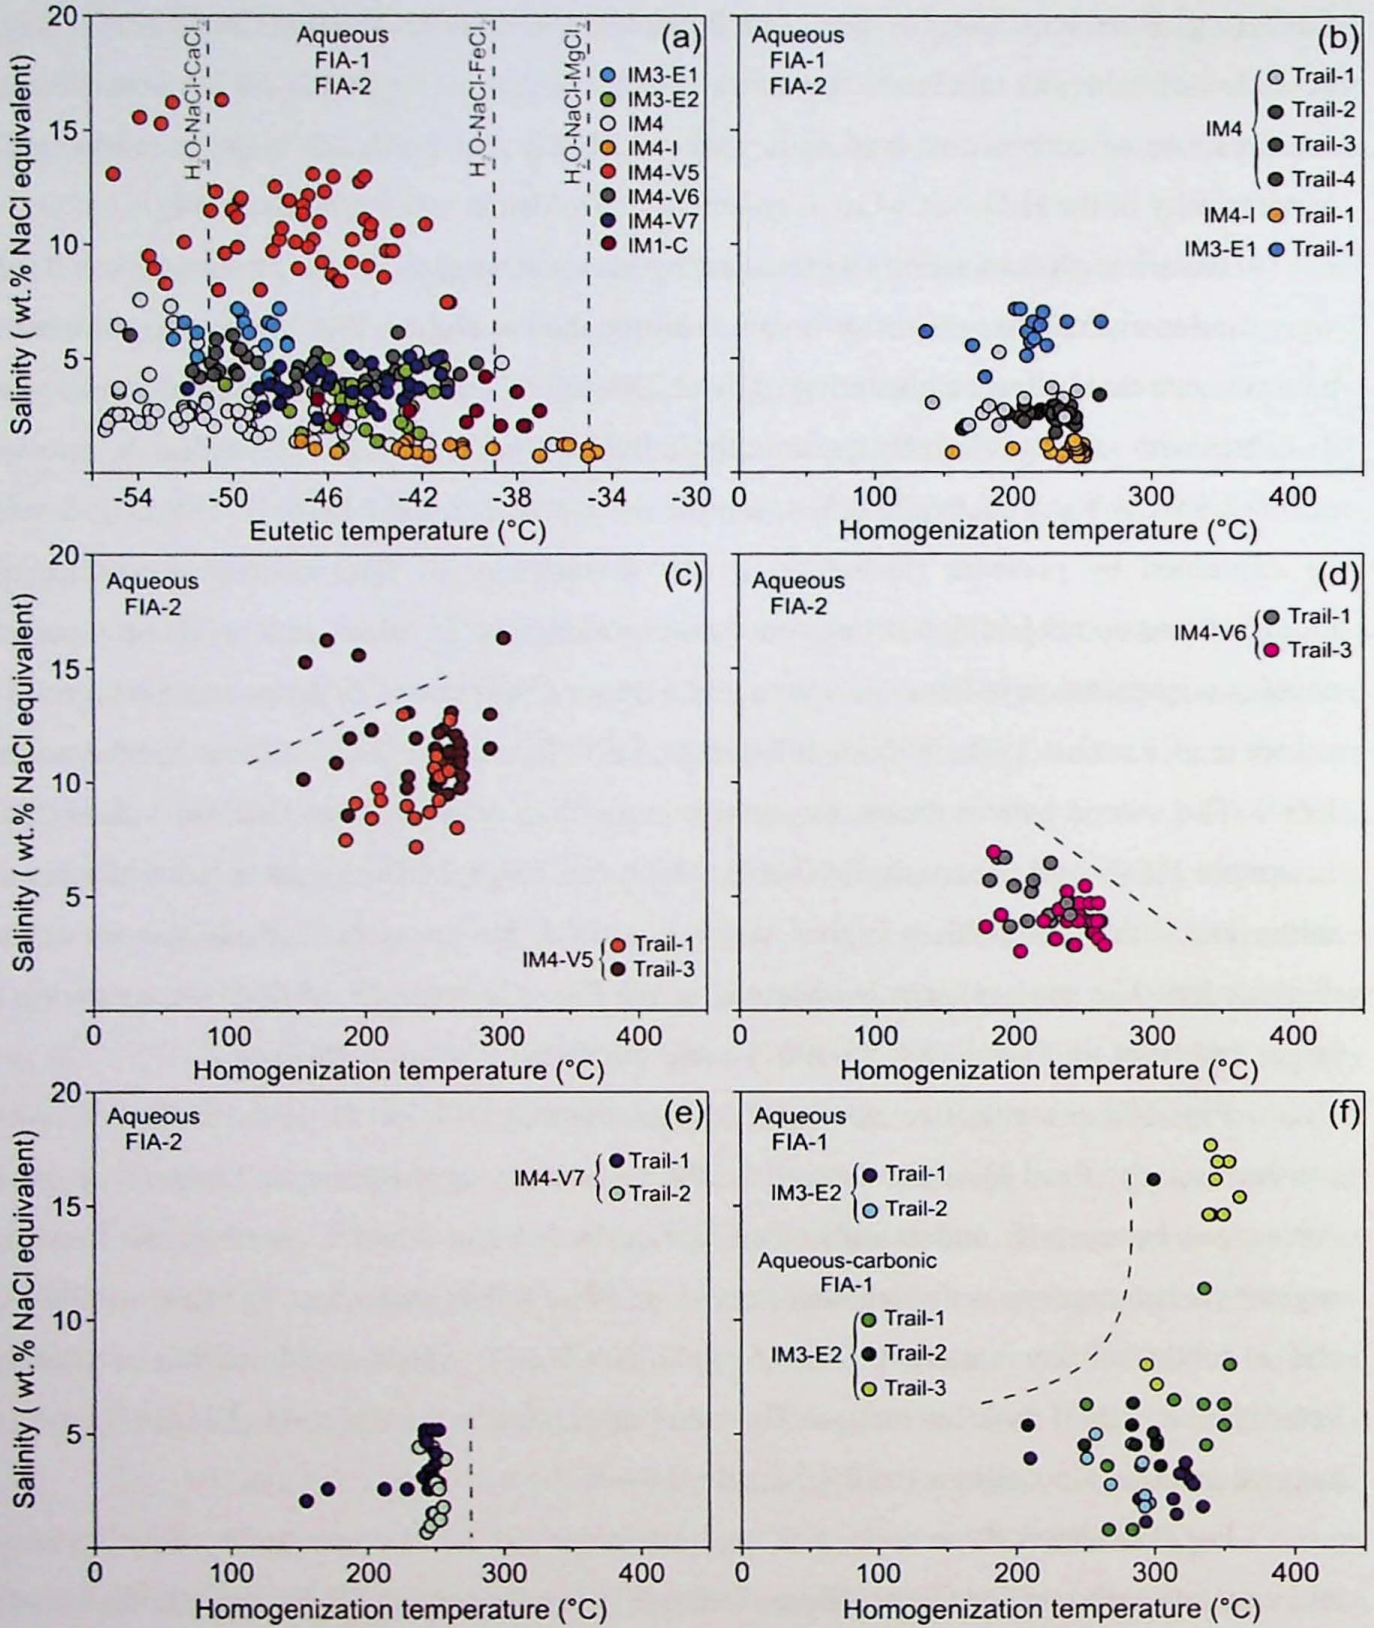 (a)
Aqueous
FIA-1
FIA-2
H₂O-NaCl-CaCl₂
H₂O-NaCl-FeCl₂
H₂O-NaCl-MgCl₂
IM3-E1
IM3-E2
IM4
IM4-I
IM4-V5
IM4-V6
IM4-V7
IM1-C
20
15
10
5
Salinity ( wt.% NaCl equivalent)
-54 -50 -46 -42 -38 -34 -30
Eutetic temperature (°C)
(b)
Aqueous
FIA-1
FIA-2
IM4
Trail-1
Trail-2
Trail-3
Trail-4
IM4-I Trail-1
IM3-E1 Trail-1
0 100 200 300 400
Homogenization temperature (°C)
(c)
Aqueous
FIA-2
IM4-V5
Trail-1
Trail-3
20
15
10
5
Salinity ( wt.% NaCl equivalent)
0 100 200 300 400
Homogenization temperature (°C)
(d)
Aqueous
FIA-2
IM4-V6
Trail-1
Trail-3
0 100 200 300 400
Homogenization temperature (°C)
(e)
Aqueous
FIA-2
IM4-V7
Trail-1
Trail-2
20
15
10
5
Salinity ( wt.% NaCl equivalent)
0 100 200 300 400
Homogenization temperature (°C)
(f)
Aqueous
FIA-1
IM3-E2
Trail-1
Trail-2
Aqueous-carbonic
FIA-1
IM3-E2
Trail-1
Trail-2
Trail-3
0 100 200 300 400
Homogenization temperature (°C)